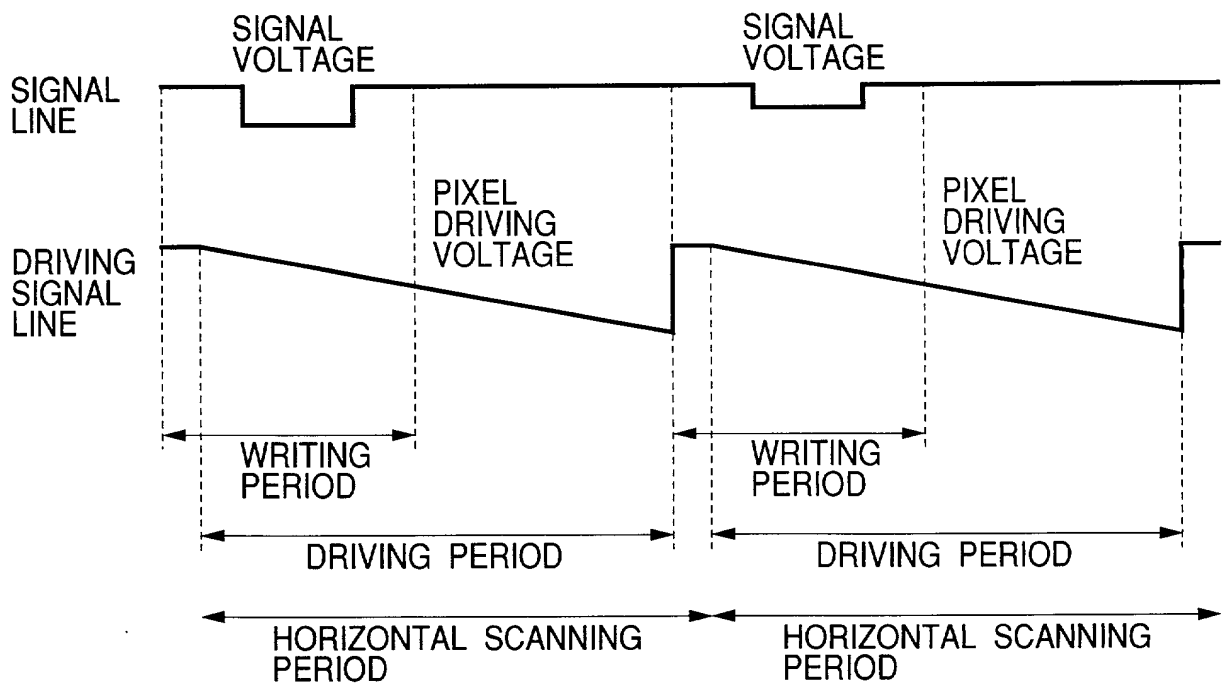 SIGNAL
VOLTAGE
SIGNAL
VOLTAGE
SIGNAL
LINE
PIXEL
DRIVING
VOLTAGE
PIXEL
DRIVING
VOLTAGE
DRIVING
SIGNAL
LINE
WRITING
PERIOD
WRITING
PERIOD
DRIVING PERIOD
DRIVING PERIOD
HORIZONTAL SCANNING
PERIOD
HORIZONTAL SCANNING
PERIOD